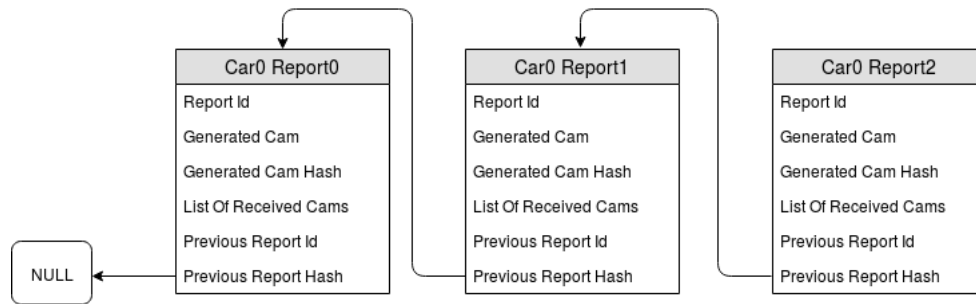 Car0 Report0
Report Id
Generated Cam
Generated Cam Hash
List Of Received Cams
Previous Report Id
Previous Report Hash
NULL
Car0 Report1
Report Id
Generated Cam
Generated Cam Hash
List Of Received Cams
Previous Report Id
Previous Report Hash
Car0 Report2
Report Id
Generated Cam
Generated Cam Hash
List Of Received Cams
Previous Report Id
Previous Report Hash